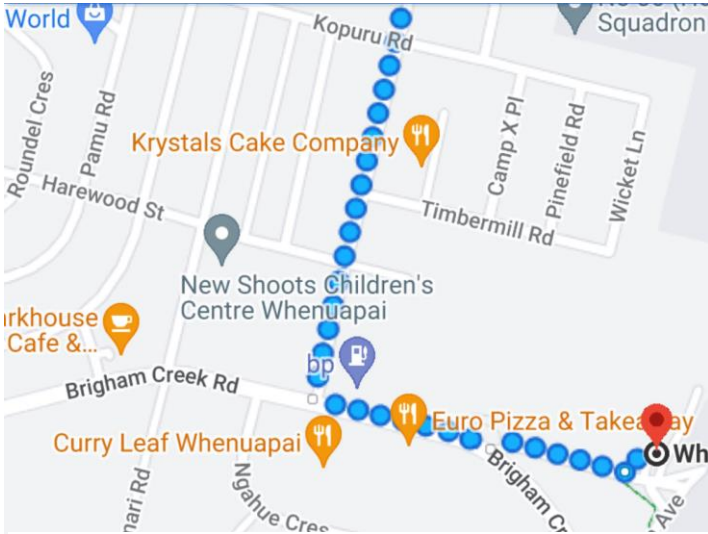 World
Squadron
Kopuru Rd
Roundel Cres
Pamu Rd
Krystals Cake Company
Camp X Pl
Pinefield Rd
Wicket Ln
Harewood St
Timbermill Rd
New Shoots Children's
Centre Whenuapai
Cafe &...
bp
Brigham Creek Rd
Euro Pizza & Takeaway
Curry Leaf Whenuapai
Wh
Brigham C
Ngahue Cres
Ave